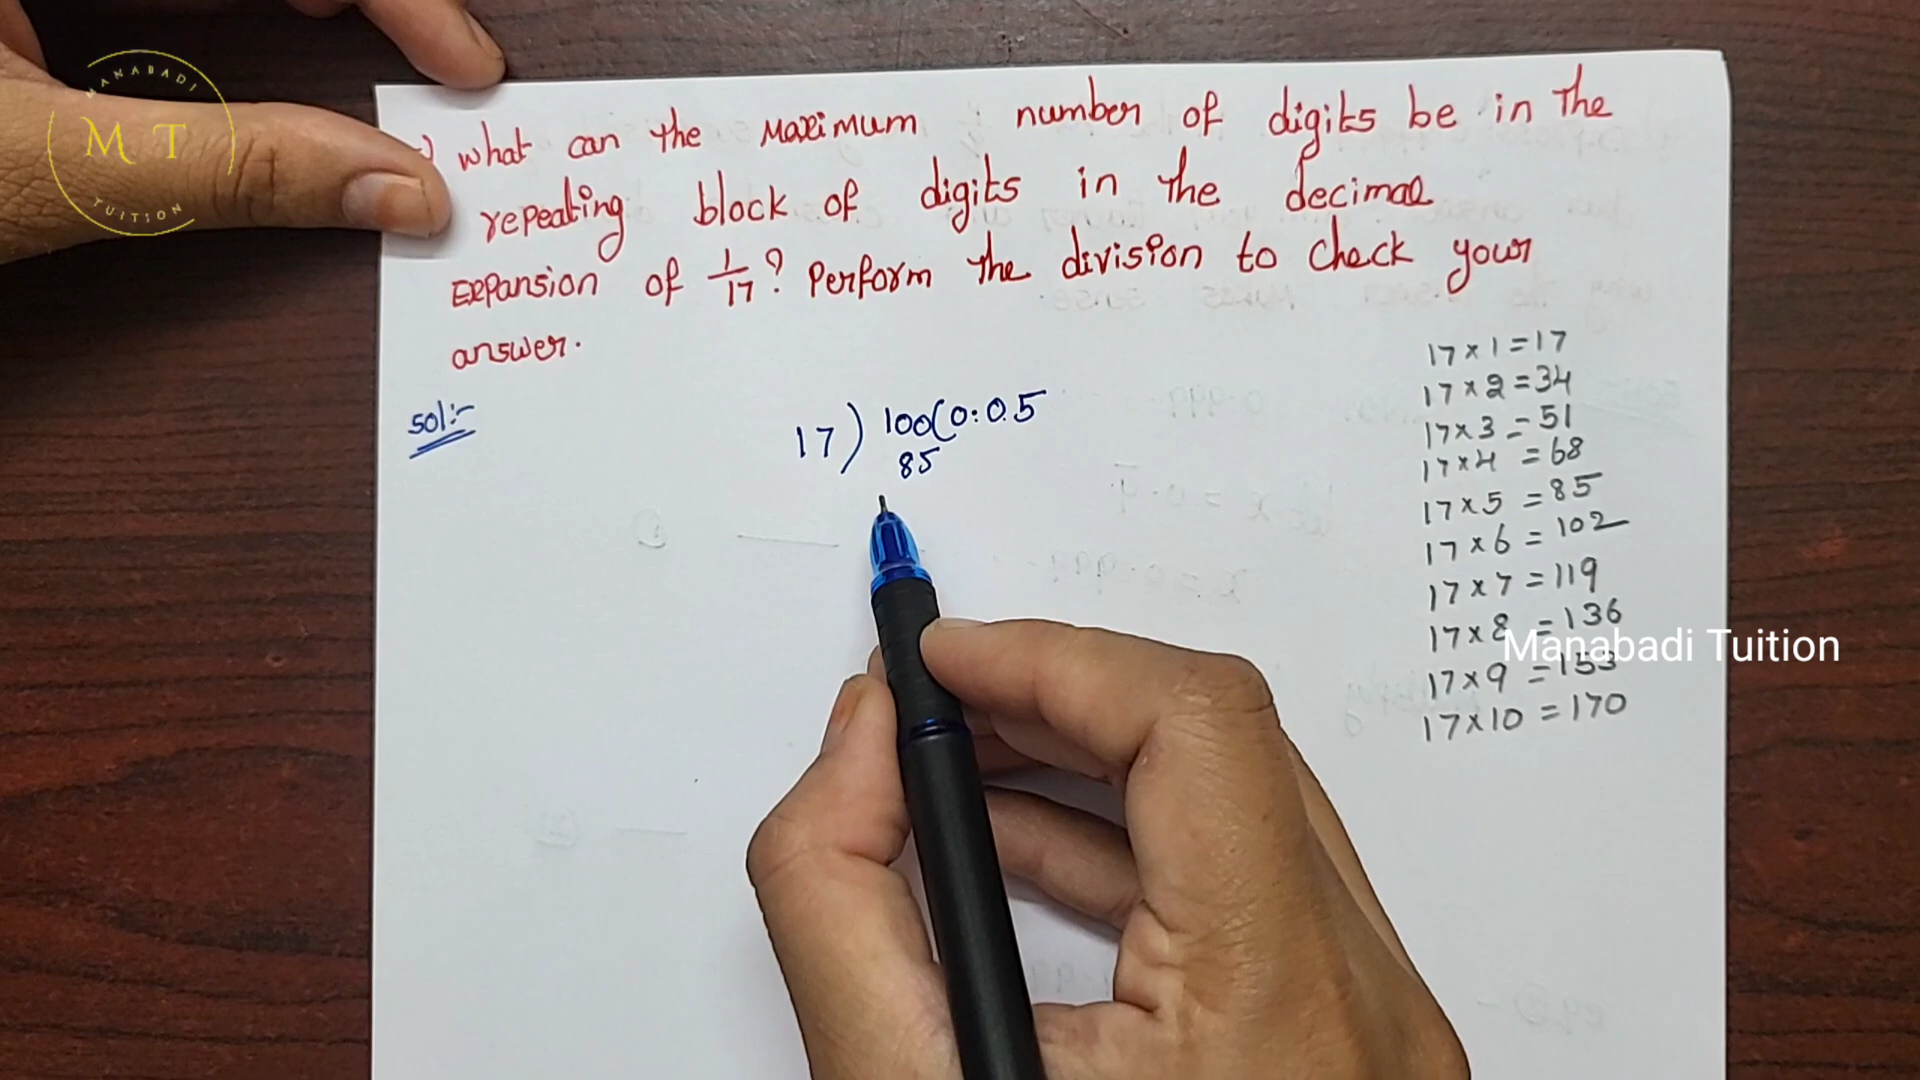 MANABADI
M T
TUITION
what can the Maximum number of digits be in the
repeating block of digits in the decimal
Expansion of 1/17? Perform the division to check your
answer.
Sol:-
17) 100(0.05
85
17 x 1 = 17
17 x 2 = 34
17 x 3 = 51
17 x 4 = 68
17 x 5 = 85
17 x 6 = 102
17 x 7 = 119
17 x 8 = 136
Manabadi Tuition
17 x 9 = 153
17 x 10 = 170